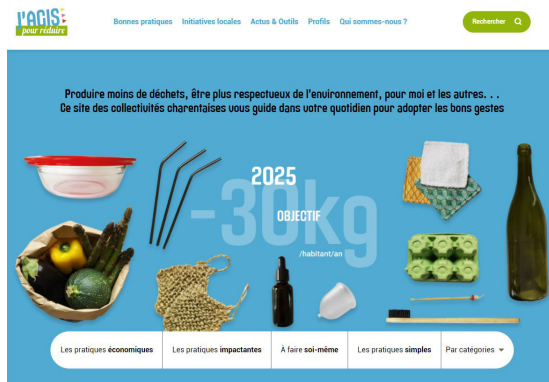 J'AGIS
pour réduire
Bonnes pratiques Initiatives locales Actus & Outils Profils Qui sommes-nous ? Rechercher
Produire moins de déchets, être plus respectueux de l'environnement, pour moi et les autres. . .
Ce site des collectivités charentaises vous guide dans votre quotidien pour adopter les bons gestes
2025
-30kg
OBJECTIF
/habitant/an
Les pratiques économiques Les pratiques impactantes À faire soi-même Les pratiques simples Par catégories